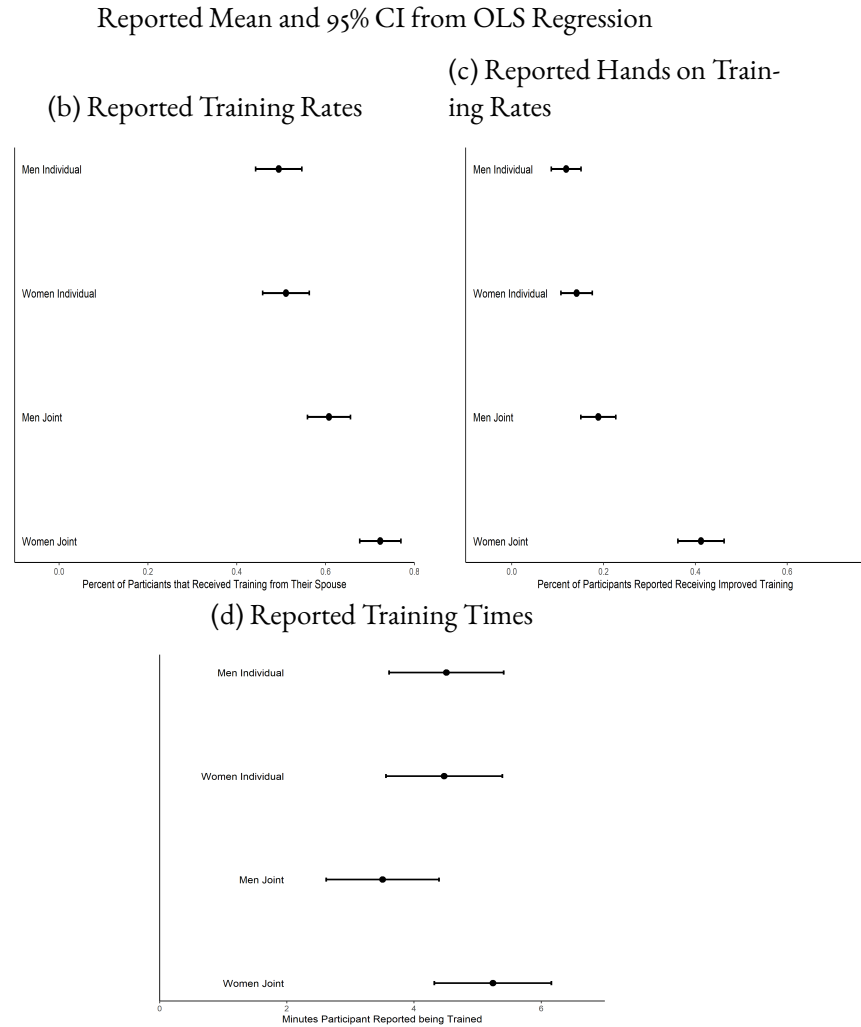 Reported Mean and 95% CI from OLS Regression
(b) Reported Training Rates
(c) Reported Hands on Train-
ing Rates
Men Individual
Women Individual
Men Joint
Women Joint
0.0 0.2 0.4 0.6 0.8
Percent of Particiants that Received Training from Their Spouse
Men Individual
Women Individual
Men Joint
Women Joint
0.0 0.2 0.4 0.6
Percent of Participants Reported Receiving Improved Training
(d) Reported Training Times
Men Individual
Women Individual
Men Joint
Women Joint
0 2 4 6
Minutes Participant Reported being Trained